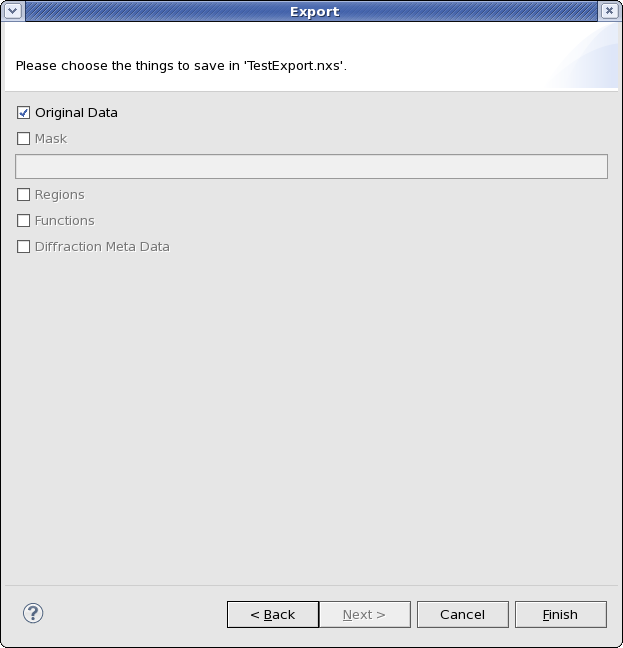 Export
Please choose the things to save in 'TestExport.nxs'.
Original Data
Mask
Regions
Functions
Diffraction Meta Data
?
< Back
Next >
Cancel
Finish